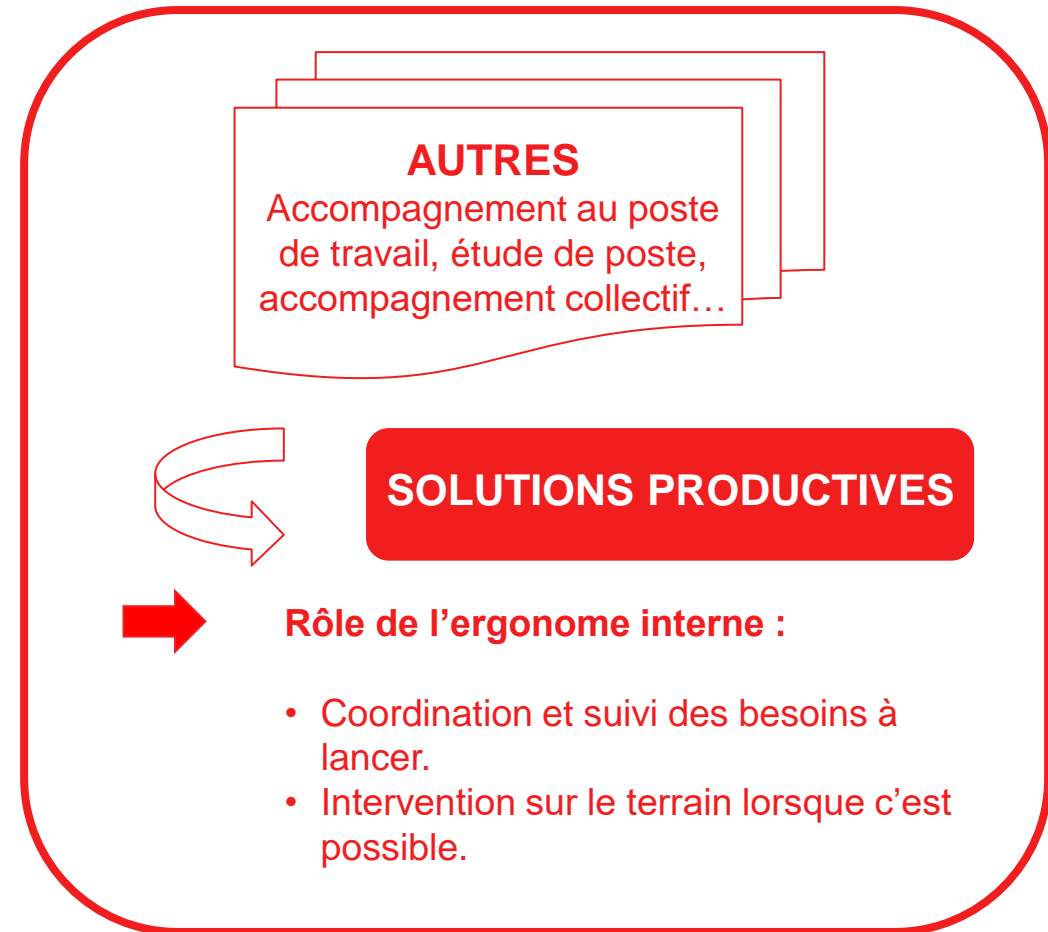 AUTRES
Accompagnement au poste
de travail, étude de poste,
accompagnement collectif…
SOLUTIONS PRODUCTIVES
Rôle de l’ergonome interne :
• Coordination et suivi des besoins à
lancer.
• Intervention sur le terrain lorsque c’est
possible.